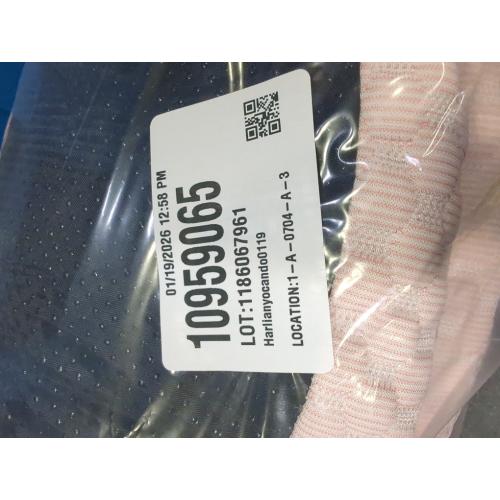 01/19/2026 12:58 PM
10959065
LOT:1186067961
Harlianyocando0119
LOCATION:1-A-0704-A-3